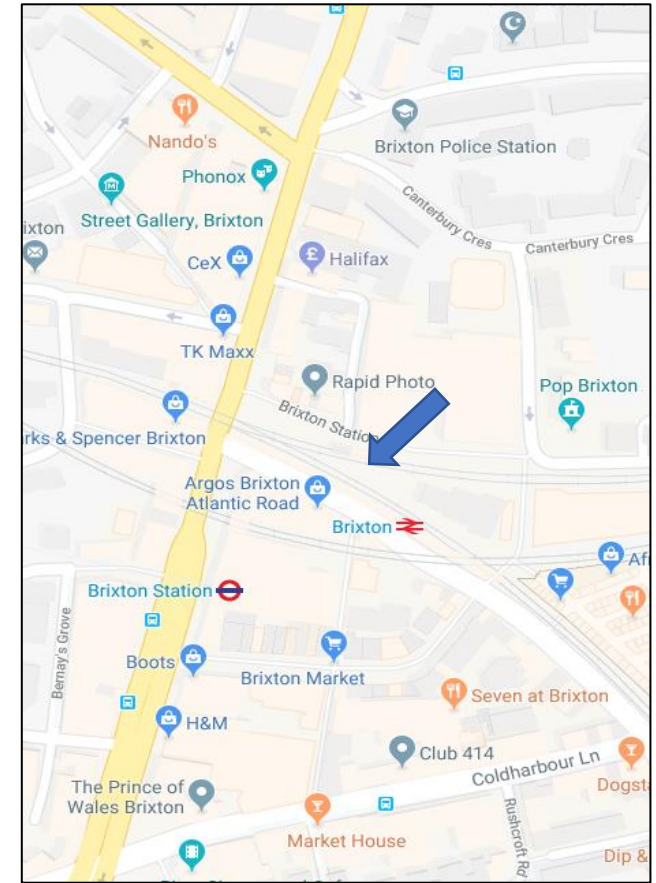 Nando's
Brixton Police Station
Phonox
Street Gallery, Brixton
ixton
Canterbury Cres
Canterbury Cres
CeX
£
Halifax
TK Maxx
Rapid Photo
Pop Brixton
Brixton Station
rks & Spencer Brixton
Argos Brixton
Atlantic Road
Brixton
Afr
Brixton Station
Bernay's Grove
Boots
Brixton Market
Seven at Brixton
H&M
Club 414
Coldharbour Ln
The Prince of
Wales Brixton
Dogsta
Rushcroft Rd
Market House
Dip &